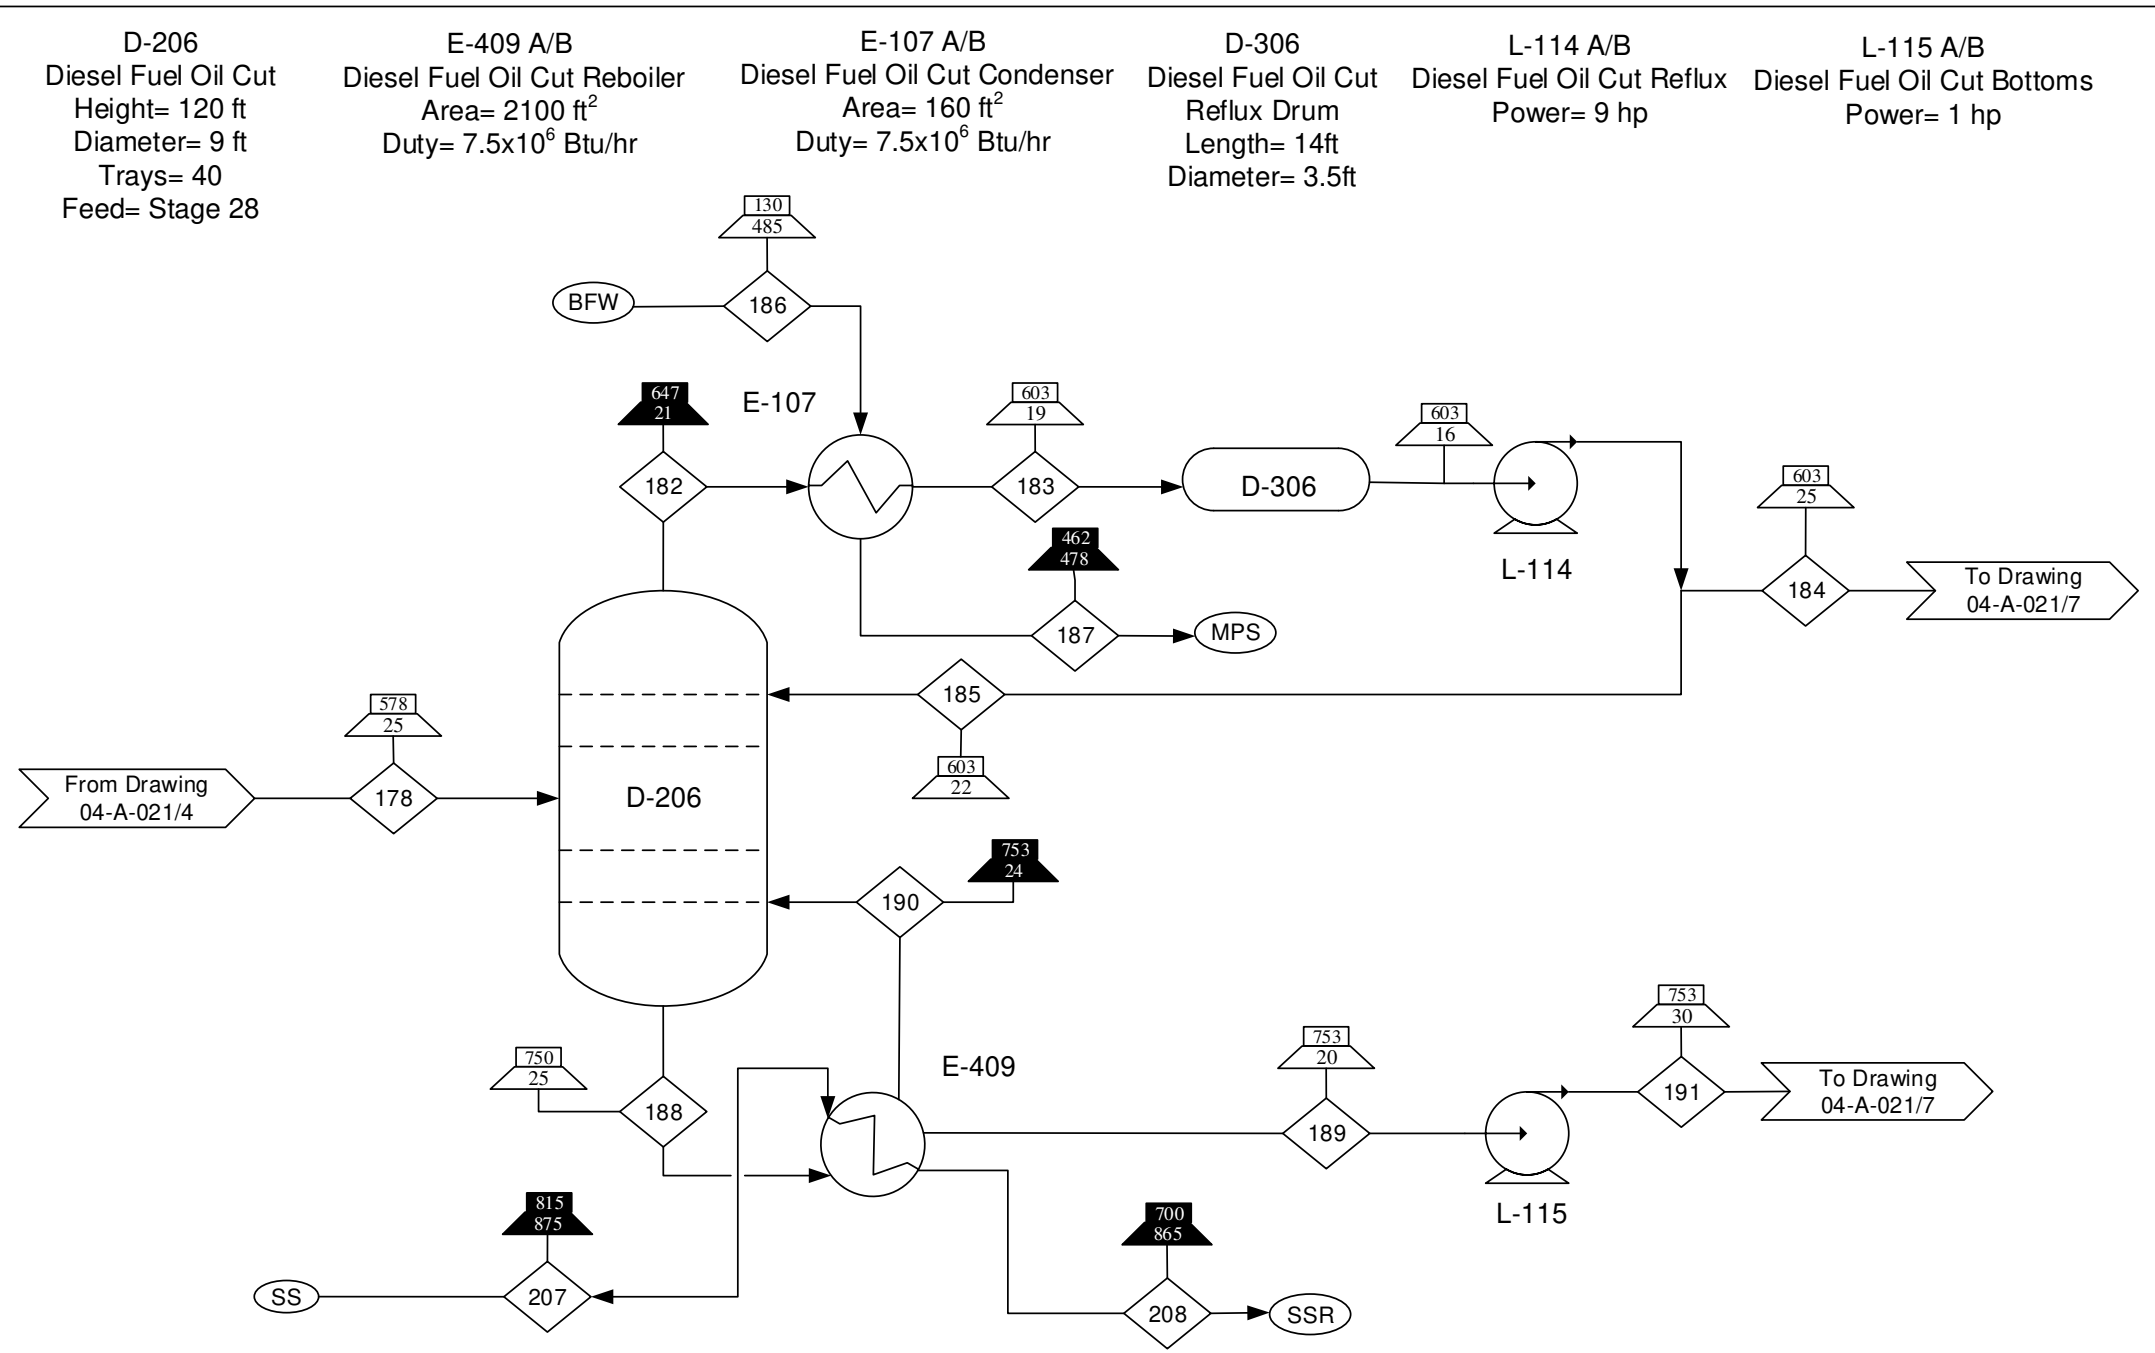 D-206
Diesel Fuel Oil Cut
Height= 120 ft
Diameter= 9 ft
Trays= 40
Feed= Stage 28
E-409 A/B
Diesel Fuel Oil Cut Reboiler
Area= 2100 ft²
Duty= 7.5x10⁶ Btu/hr
E-107 A/B
Diesel Fuel Oil Cut Condenser
Area= 160 ft²
Duty= 7.5x10⁶ Btu/hr
D-306
Diesel Fuel Oil Cut
Reflux Drum
Length= 14ft
Diameter= 3.5ft
L-114 A/B
Diesel Fuel Oil Cut Reflux
Power= 9 hp
L-115 A/B
Diesel Fuel Oil Cut Bottoms
Power= 1 hp
130
485
BFW
186
647
21
E-107
603
19
603
16
182
183
D-306
603
25
462
478
L-114
184
To Drawing
04-A-021/7
187
MPS
185
578
25
603
22
From Drawing
04-A-021/4
178
D-206
753
24
190
753
30
750
25
E-409
753
20
188
189
191
To Drawing
04-A-021/7
L-115
815
875
700
865
SS
207
208
SSR